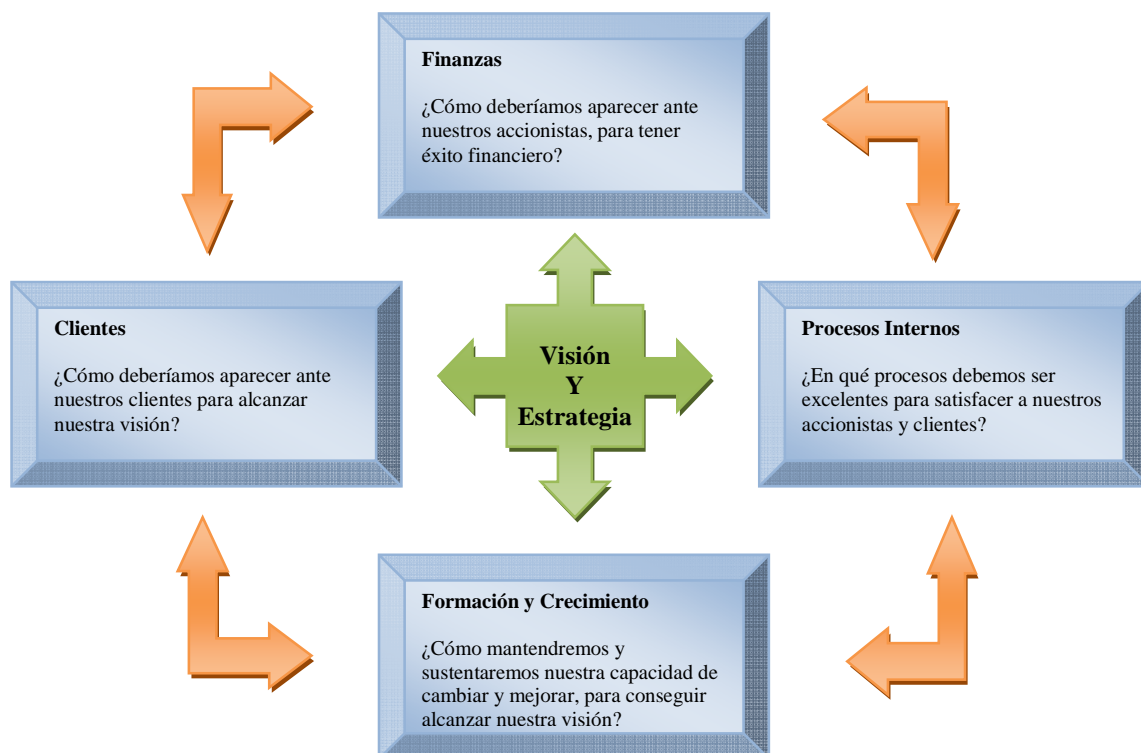 Finanzas
¿Cómo deberíamos aparecer ante
nuestros accionistas, para tener
éxito financiero?
Clientes
¿Cómo deberíamos aparecer ante
nuestros clientes para alcanzar
nuestra visión?
Visión
Y
Estrategia
Procesos Internos
¿En qué procesos debemos ser
excelentes para satisfacer a nuestros
accionistas y clientes?
Formación y Crecimiento
¿Cómo mantendremos y
sustentaremos nuestra capacidad de
cambiar y mejorar, para conseguir
alcanzar nuestra visión?